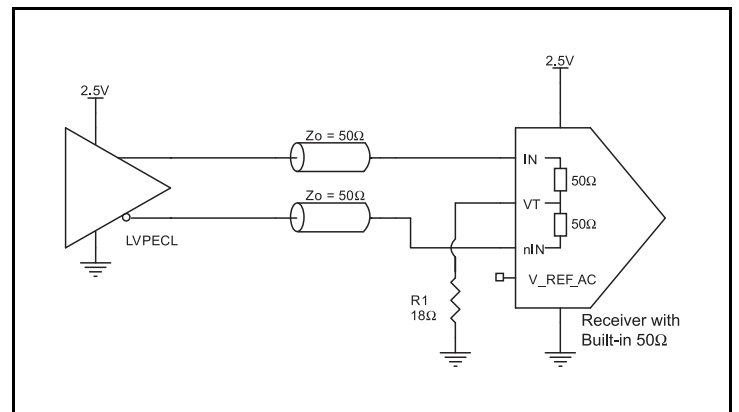 2.5V
2.5V
Zo = 50Ω
IN
50Ω
Zo = 50Ω
VT
50Ω
LVPECL
nIN
V_REF_AC
R1
18Ω
Receiver with
Built-in 50Ω